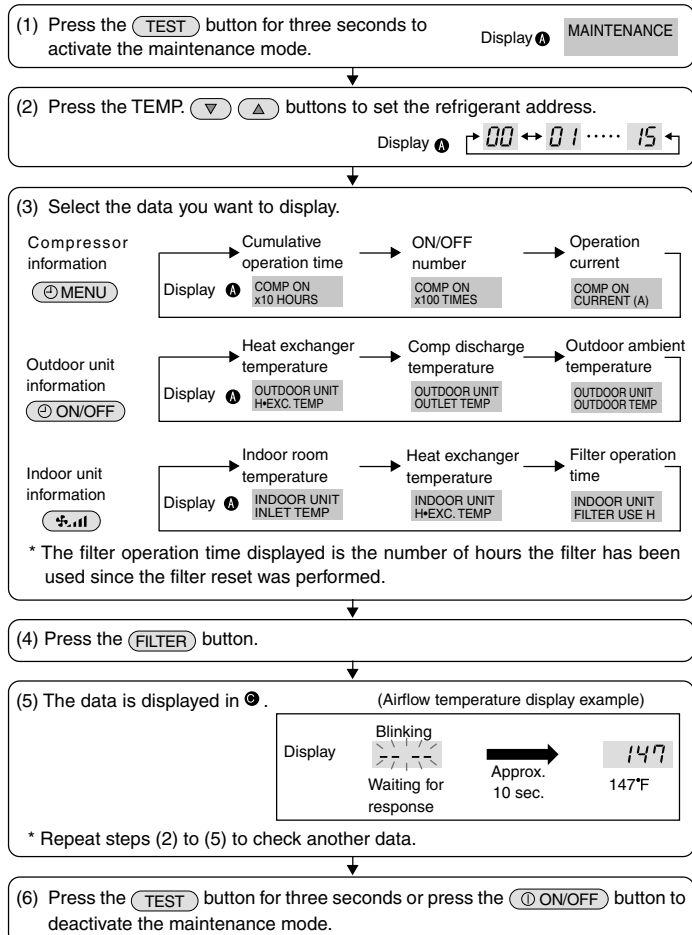 (1) Press the TEST button for three seconds to
activate the maintenance mode.
Display A MAINTENANCE
(2) Press the TEMP. ▽ △ buttons to set the refrigerant address.
Display A 00 ↔ 01 ····· 15
(3) Select the data you want to display.
Compressor
information
MENU
Cumulative
operation time
ON/OFF
number
Operation
current
Display A
COMP ON
x10 HOURS
COMP ON
x100 TIMES
COMP ON
CURRENT (A)
Outdoor unit
information
ON/OFF
Heat exchanger
temperature
Comp discharge
temperature
Outdoor ambient
temperature
Display A
OUTDOOR UNIT
H•EXC. TEMP
OUTDOOR UNIT
OUTLET TEMP
OUTDOOR UNIT
OUTDOOR TEMP
Indoor unit
information
Indoor room
temperature
Heat exchanger
temperature
Filter operation
time
Display A
INDOOR UNIT
INLET TEMP
INDOOR UNIT
H•EXC. TEMP
INDOOR UNIT
FILTER USE H
* The filter operation time displayed is the number of hours the filter has been
used since the filter reset was performed.
(4) Press the FILTER button.
(5) The data is displayed in C .
(Airflow temperature display example)
Display
Blinking
-- --
Waiting for
response
Approx.
10 sec.
147
147°F
* Repeat steps (2) to (5) to check another data.
(6) Press the TEST button for three seconds or press the ON/OFF button to
deactivate the maintenance mode.